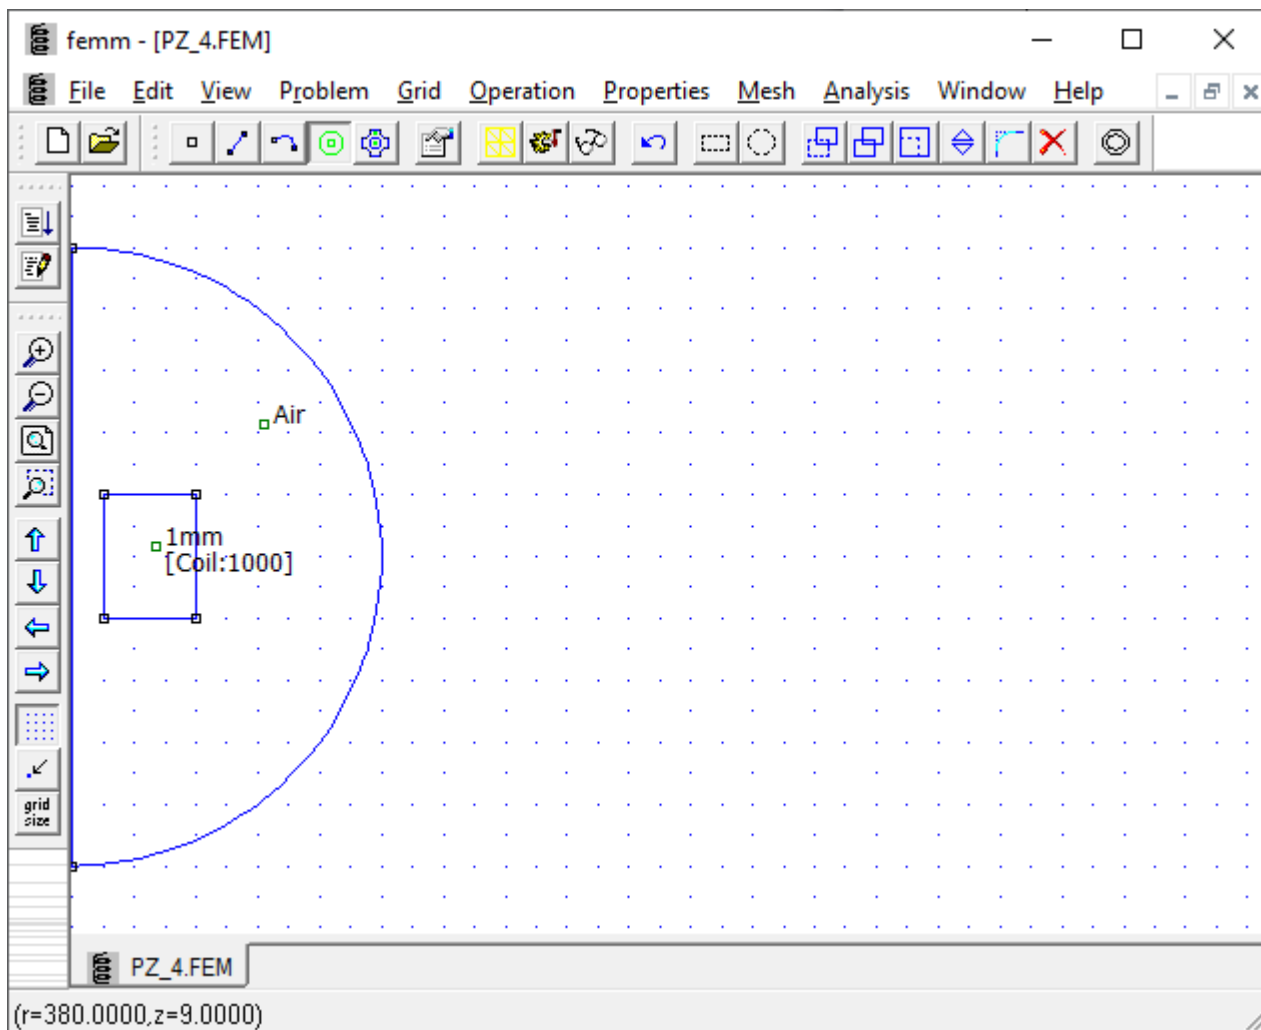 femm - [PZ_4.FEM]
File Edit View Problem Grid Operation Properties Mesh Analysis Window Help
Air
1mm
[Coil:1000]
grid
size
PZ_4.FEM
(r=380.0000,z=9.0000)